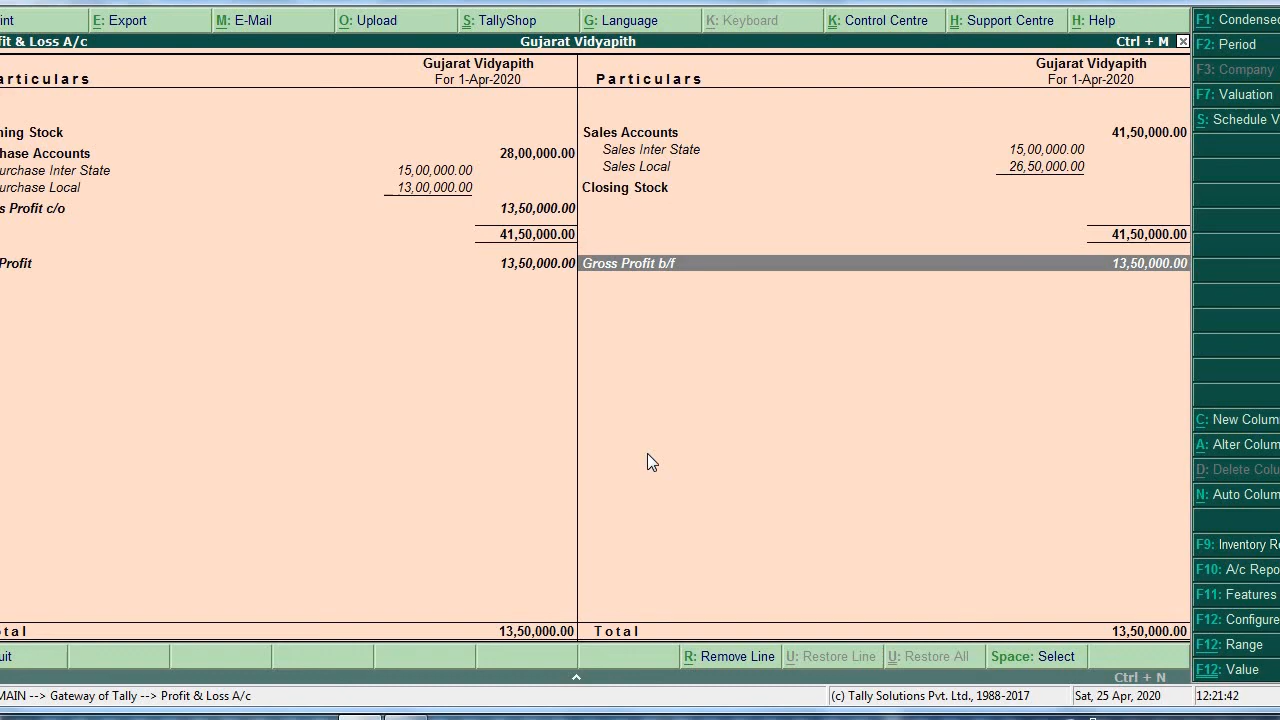 int E: Export M: E-Mail O: Upload S: TallyShop G: Language K: Keyboard K: Control Centre H: Support Centre H: Help F1: Condensed
fit & Loss A/c Gujarat Vidyapith Ctrl + M
F2: Period
Gujarat Vidyapith Gujarat Vidyapith
F3: Company
articulars For 1-Apr-2020 Particulars For 1-Apr-2020
F7: Valuation
S: Schedule V
ning Stock Sales Accounts 41,50,000.00
hase Accounts 28,00,000.00 Sales Inter State 15,00,000.00
urchase Inter State 15,00,000.00 Sales Local 26,50,000.00
urchase Local 13,00,000.00 Closing Stock
s Profit c/o 13,50,000.00
41,50,000.00 41,50,000.00
Profit 13,50,000.00 Gross Profit b/f 13,50,000.00
C: New Colum
A: Alter Colum
D: Delete Colu
N: Auto Colum
F9: Inventory Re
F10: A/c Repo
F11: Features
F12: Configure
otal 13,50,000.00 Total 13,50,000.00
F12: Range
uit R: Remove Line U: Restore Line U: Restore All Space: Select
F12: Value
Ctrl + N
MAIN --> Gateway of Tally --> Profit & Loss A/c (c) Tally Solutions Pvt. Ltd., 1988-2017 Sat, 25 Apr, 2020 12:21:42